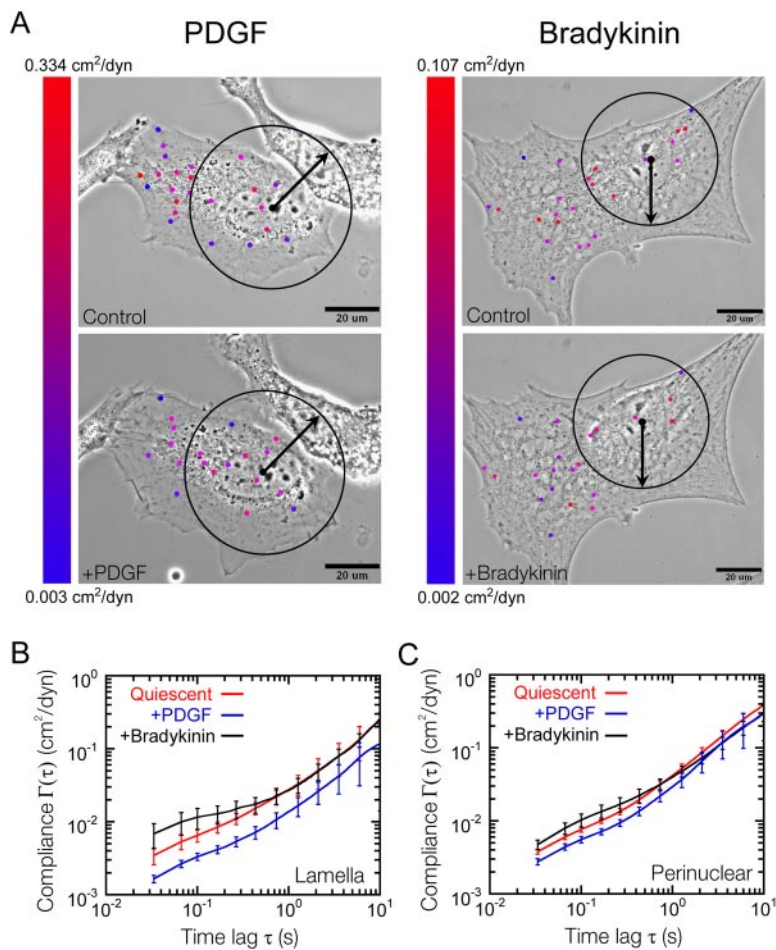 A
PDGF
Bradykinin
0.334 cm²/dyn
0.107 cm²/dyn
Control
20 um
Control
20 um
+PDGF
20 um
+Bradykinin
20 um
0.003 cm²/dyn
0.002 cm²/dyn
B
C
Compliance Γ(τ) (cm²/dyn)
10⁰
10⁻¹
10⁻²
10⁻³
Quiescent
+PDGF
+Bradykinin
Lamella
10⁻² 10⁻¹ 10⁰ 10¹
Time lag τ (s)
Compliance Γ(τ) (cm²/dyn)
10⁰
10⁻¹
10⁻²
10⁻³
Quiescent
+PDGF
+Bradykinin
Perinuclear
10⁻² 10⁻¹ 10⁰ 10¹
Time lag τ (s)